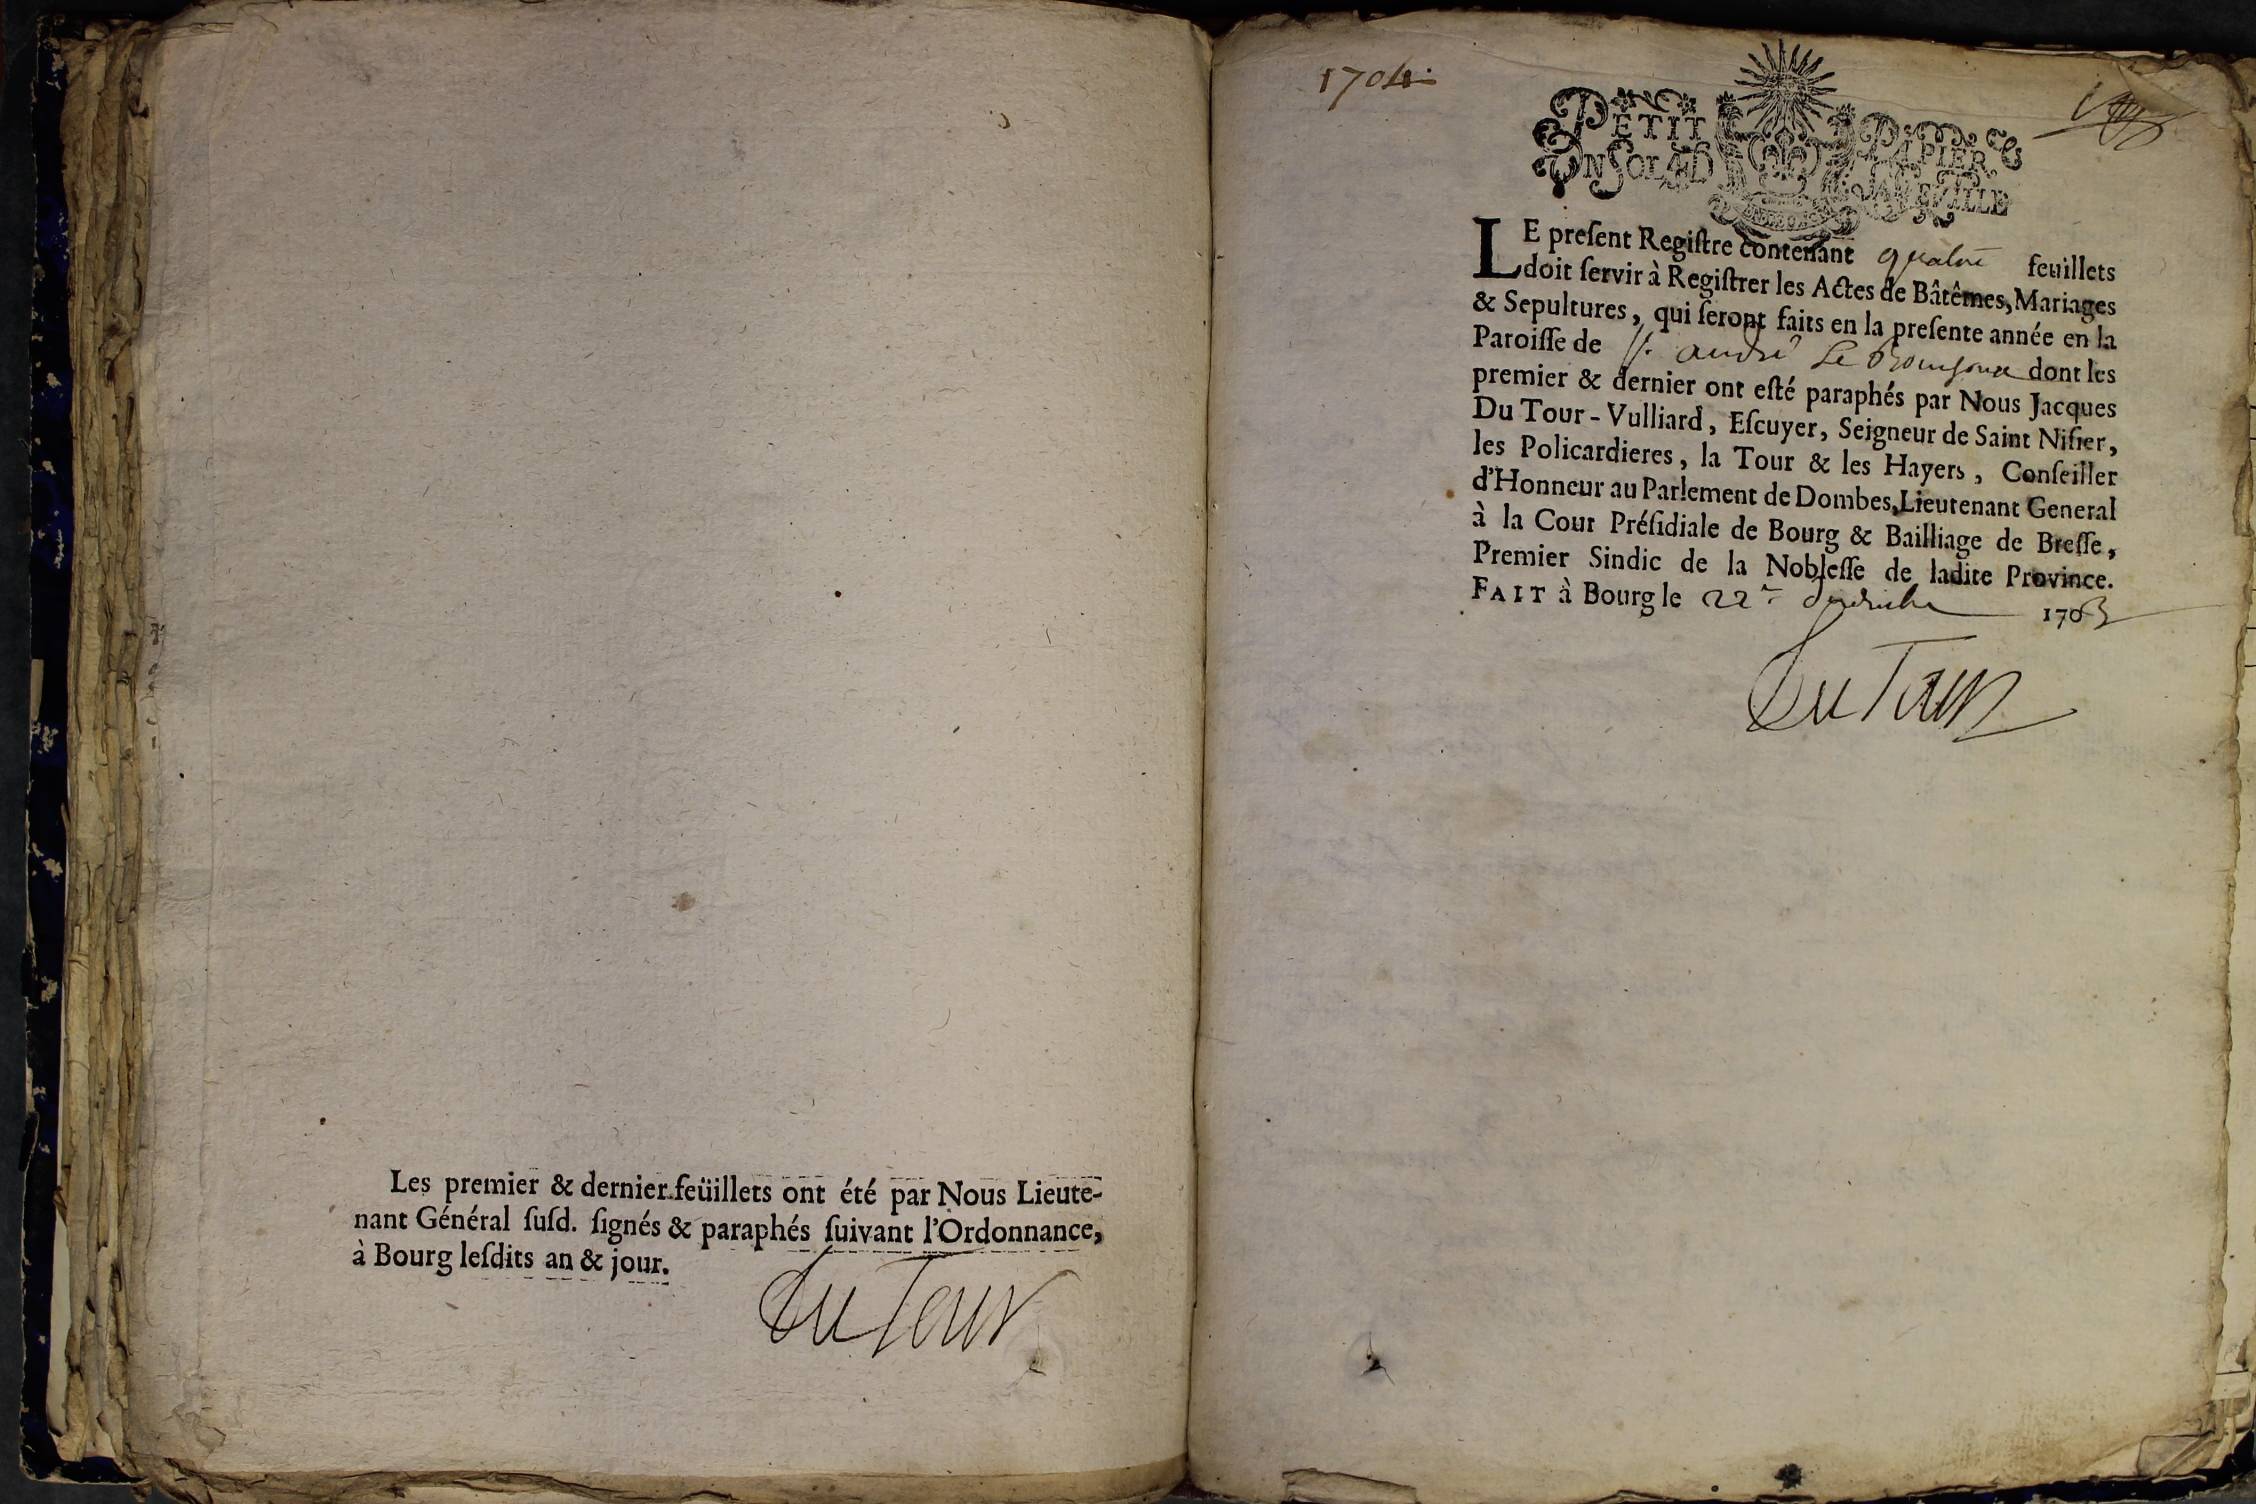 Les premier & dernier feüillets ont été par Nous Lieute-
nant Général ſuſd. ſignés & paraphés ſuivant l'Ordonnance,
à Bourg leſdits an & jour.
Du Tour
1704.
PETIT PAPIER
UN SOL 4 D LA FEVILLE
LE preſent Regiſtre contenant quatre feuillets
doit ſervir à Regiſtrer les Actes de Bâtêmes, Mariages
& Sepultures, qui ſeront faits en la preſente année en la
Paroiſſe de St. andré Le Bouchoux dont les
premier & dernier ont eſté paraphés par Nous Jacques
Du Tour-Vulliard, Eſcuyer, Seigneur de Saint Niſier,
les Policardieres, la Tour & les Hayers, Conſeiller
d'Honneur au Parlement de Dombes, Lieutenant General
à la Cour Préſidiale de Bourg & Bailliage de Breſſe,
Premier Sindic de la Nobleſſe de ladite Province.
FAIT à Bourg le 22e 1703
Du Tour